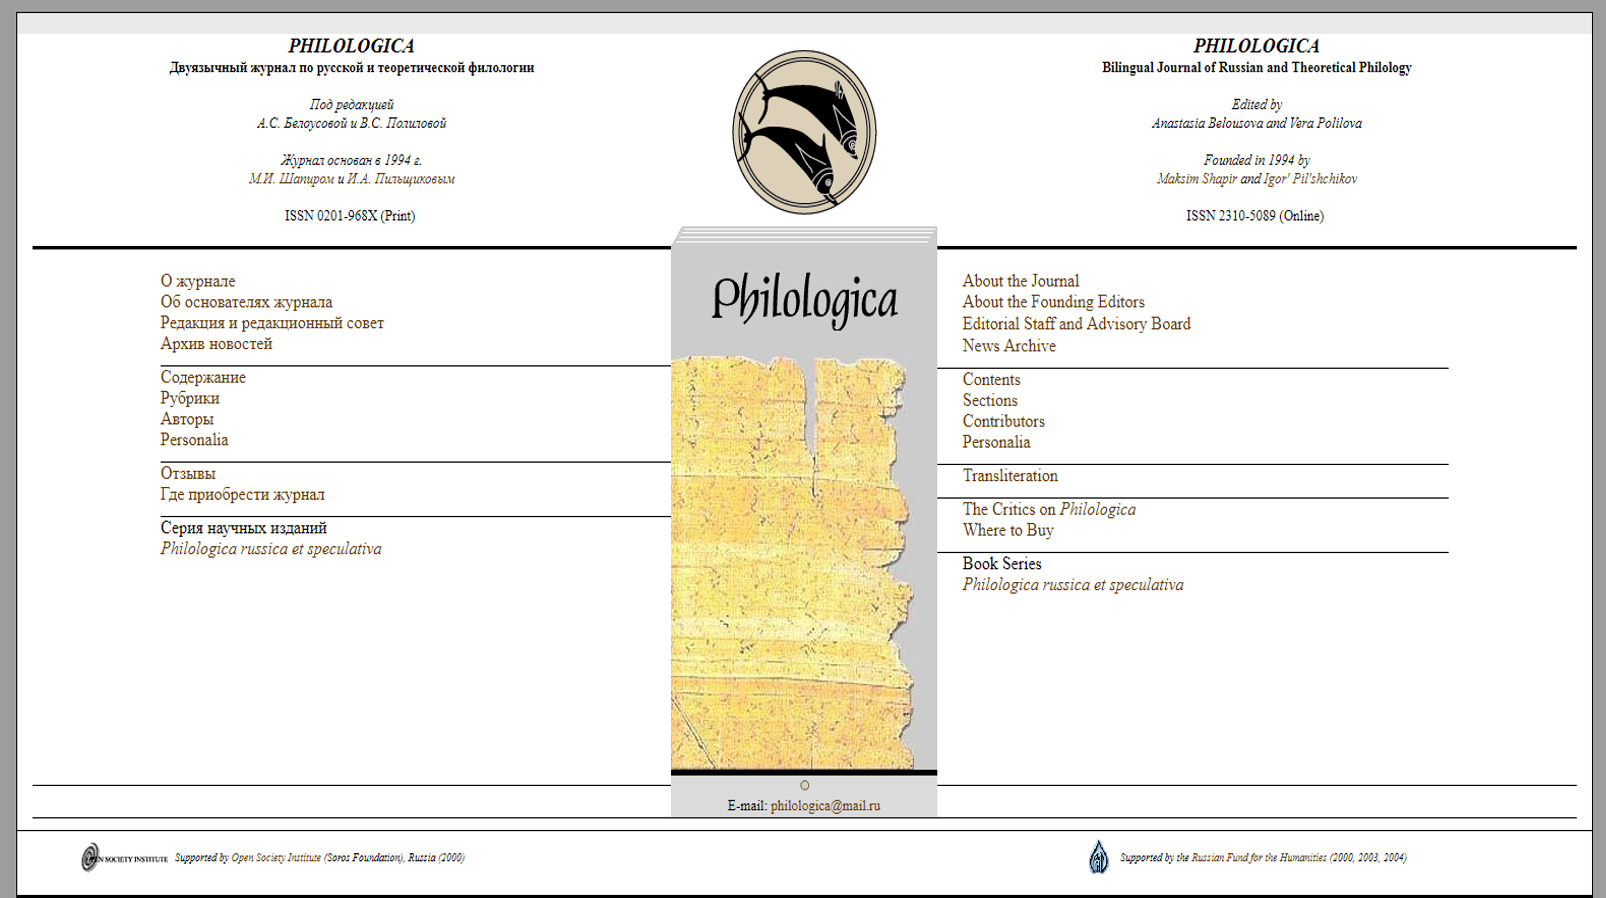 PHILOLOGICA
Двуязычный журнал по русской и теоретической филологии
Под редакцией
А.С. Белоусовой и В.С. Полиловой
Журнал основан в 1994 г.
М.И. Шапиром и И.А. Пильщиковым
ISSN 0201-968X (Print)
PHILOLOGICA
Bilingual Journal of Russian and Theoretical Philology
Edited by
Anastasia Belousova and Vera Polilova
Founded in 1994 by
Maksim Shapir and Igor' Pil'shchikov
ISSN 2310-5089 (Online)
О журнале
Об основателях журнала
Редакция и редакционный совет
Архив новостей
Содержание
Рубрики
Авторы
Personalia
Отзывы
Где приобрести журнал
Серия научных изданий
Philologica russica et speculativa
Philologica
About the Journal
About the Founding Editors
Editorial Staff and Advisory Board
News Archive
Contents
Sections
Contributors
Personalia
Transliteration
The Critics on Philologica
Where to Buy
Book Series
Philologica russica et speculativa
E-mail: philologica@mail.ru
OPEN SOCIETY INSTITUTE Supported by Open Society Institute (Soros Foundation), Russia (2000)
Supported by the Russian Fund for the Humanities (2000, 2003, 2004)